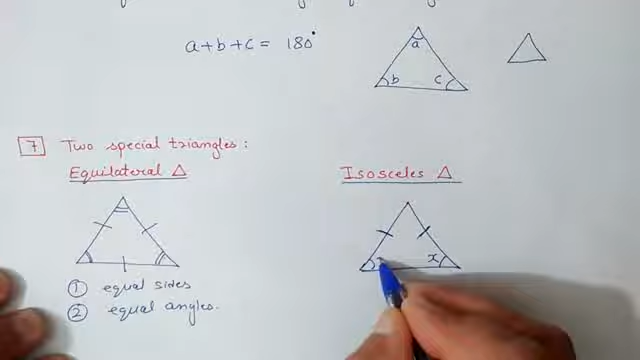 a+b+c = 180°
a
b c
7 Two special triangles:
Equilateral Δ
Isosceles Δ
x
① equal sides
② equal angles.